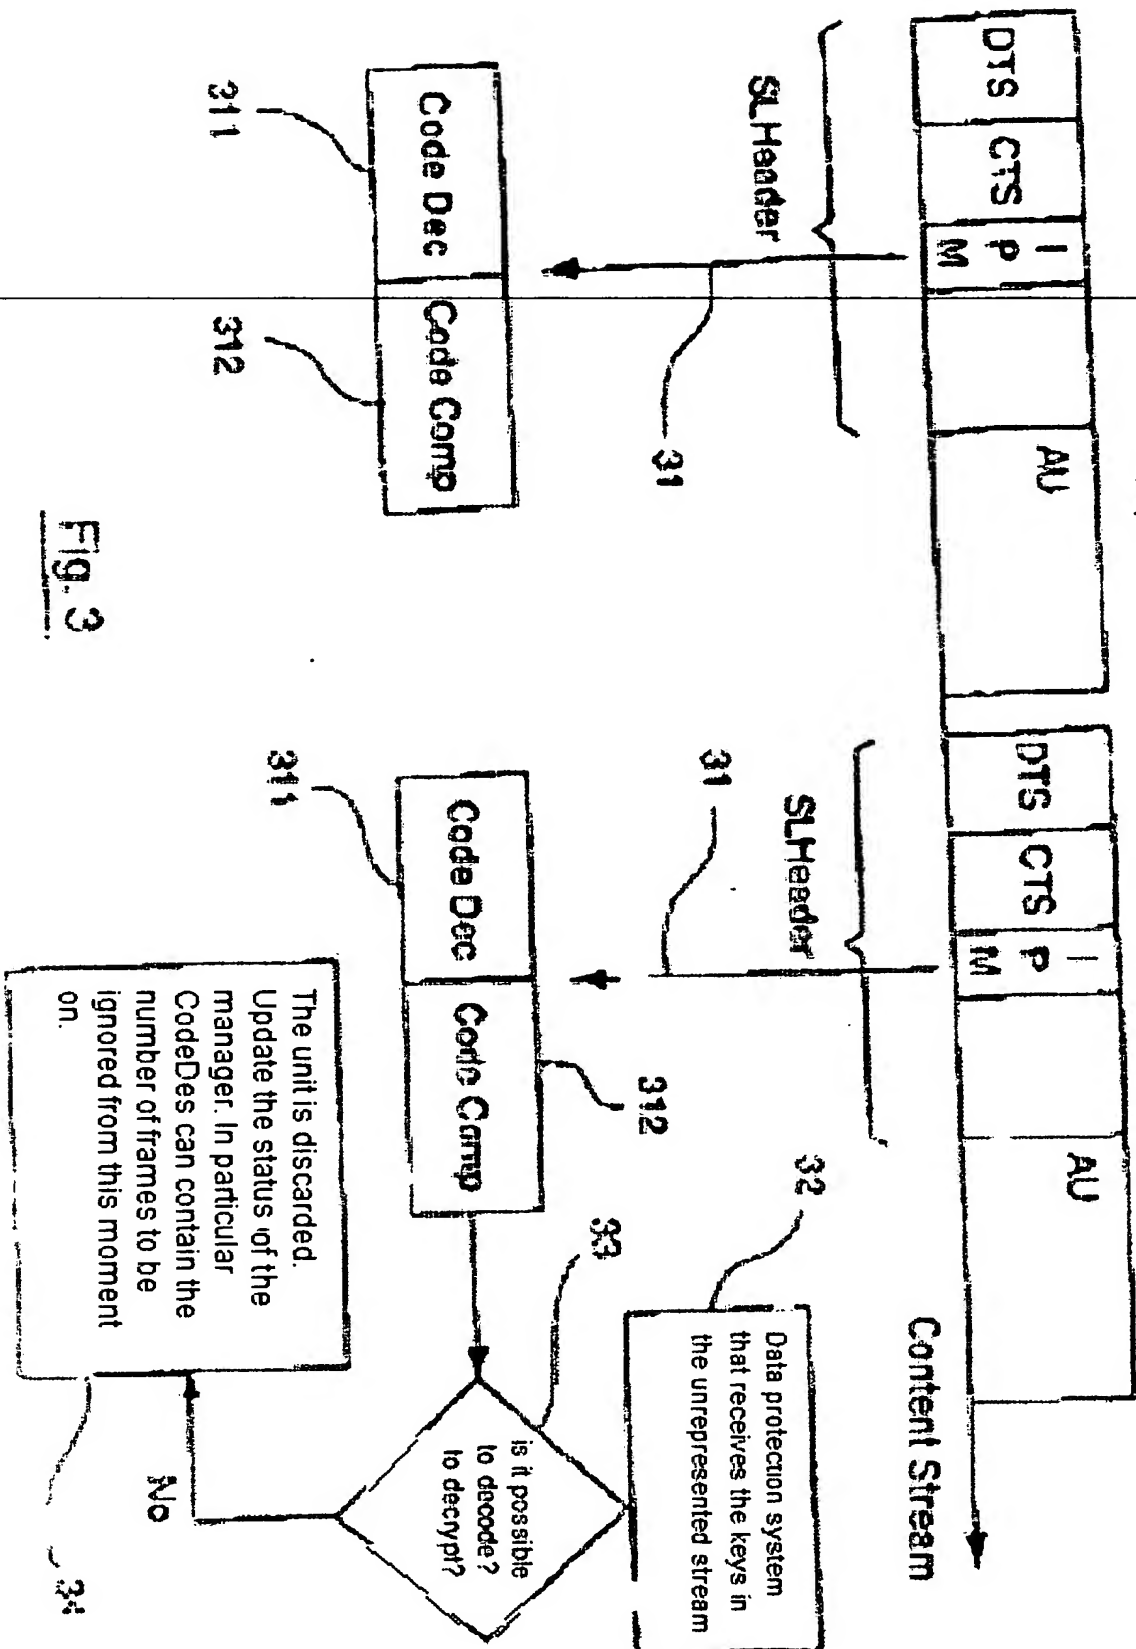 DTS
CTS
I
P
M
AU
DTS
CTS
I
P
M
AU
Content Stream
SLHeader
SLHeader
31
31
Code Dec
Code Comp
311
312
Code Dec
Code Comp
311
312
32
Data protection system
that receives the keys in
the unrepresented stream
33
is it possible
to decode?
to decrypt?
No
The unit is discarded.
Update the status of the
manager. In particular
CodeDes can contain the
number of frames to be
ignored from this moment
on.
34
Fig. 3